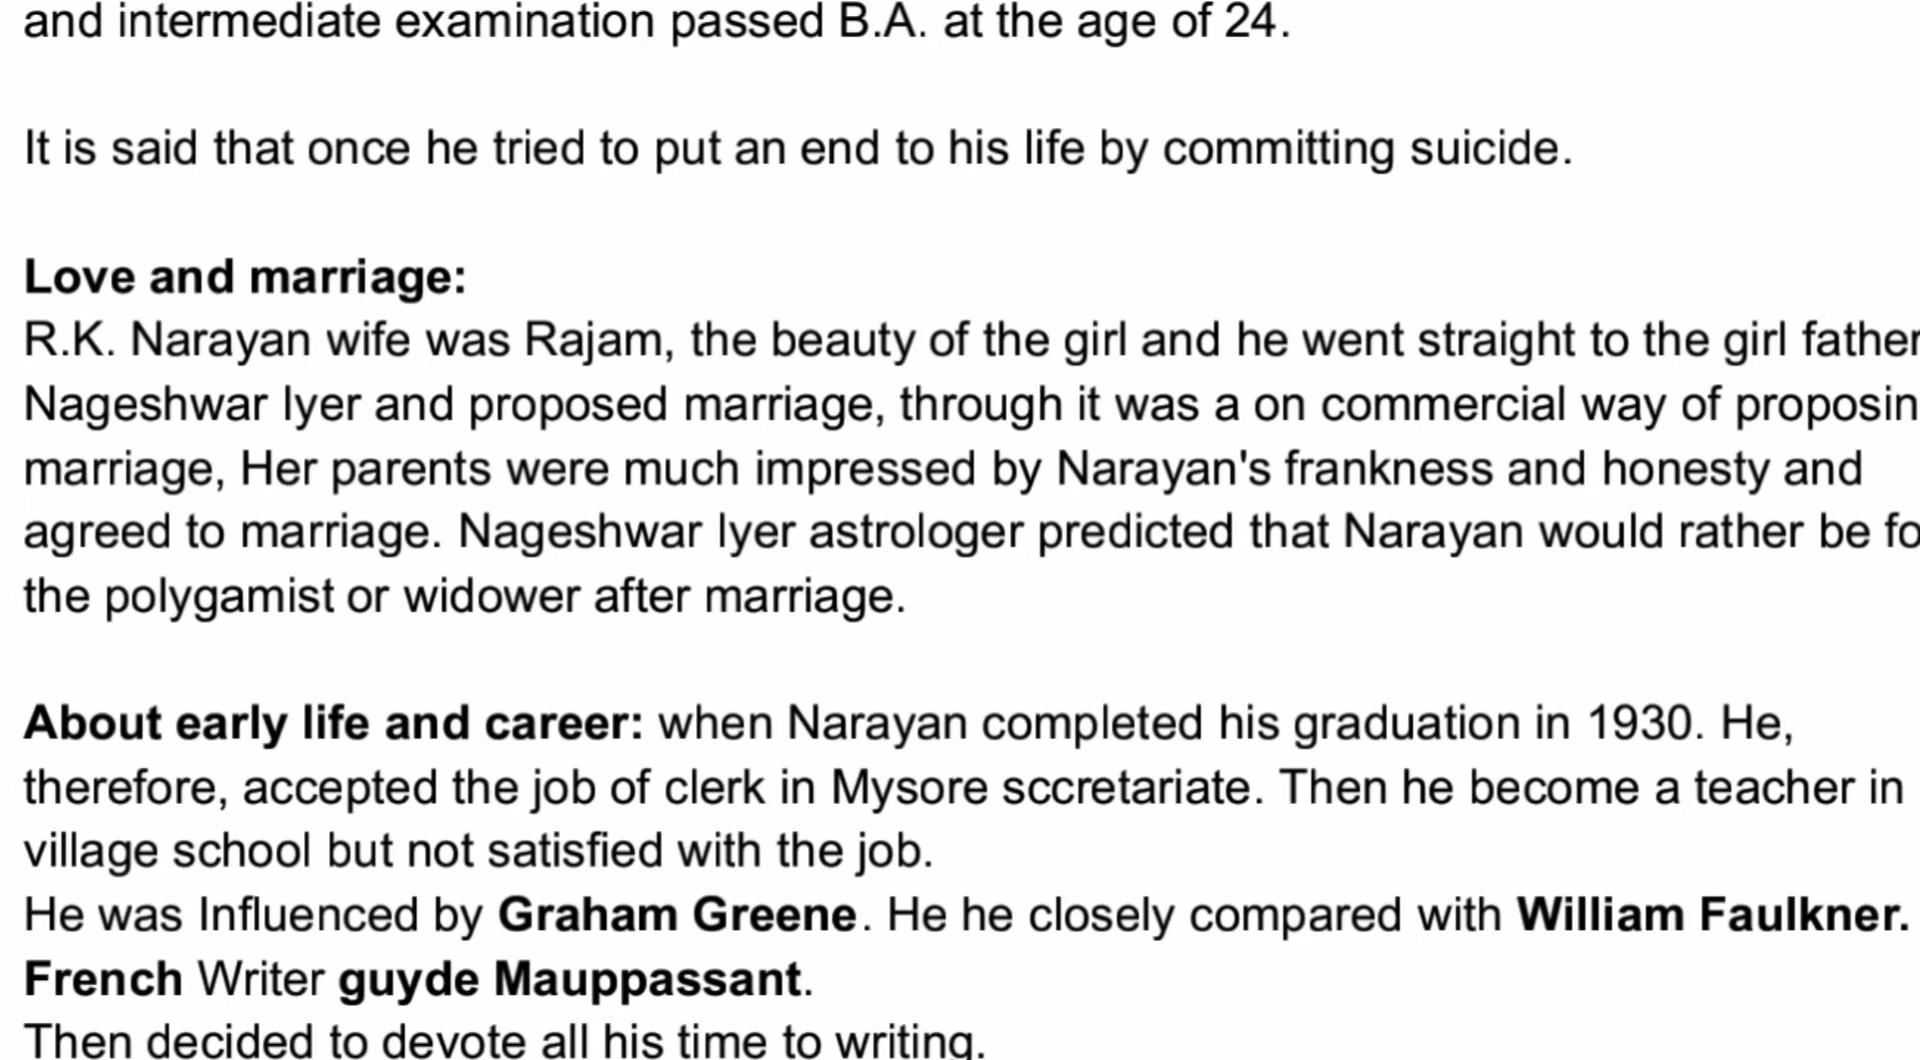 and intermediate examination passed B.A. at the age of 24.
It is said that once he tried to put an end to his life by committing suicide.
Love and marriage:
R.K. Narayan wife was Rajam, the beauty of the girl and he went straight to the girl father
Nageshwar Iyer and proposed marriage, through it was a on commercial way of proposin
marriage, Her parents were much impressed by Narayan's frankness and honesty and
agreed to marriage. Nageshwar Iyer astrologer predicted that Narayan would rather be fo
the polygamist or widower after marriage.
About early life and career: when Narayan completed his graduation in 1930. He,
therefore, accepted the job of clerk in Mysore sccretariate. Then he become a teacher in
village school but not satisfied with the job.
He was Influenced by Graham Greene. He he closely compared with William Faulkner.
French Writer guyde Mauppassant.
Then decided to devote all his time to writing.